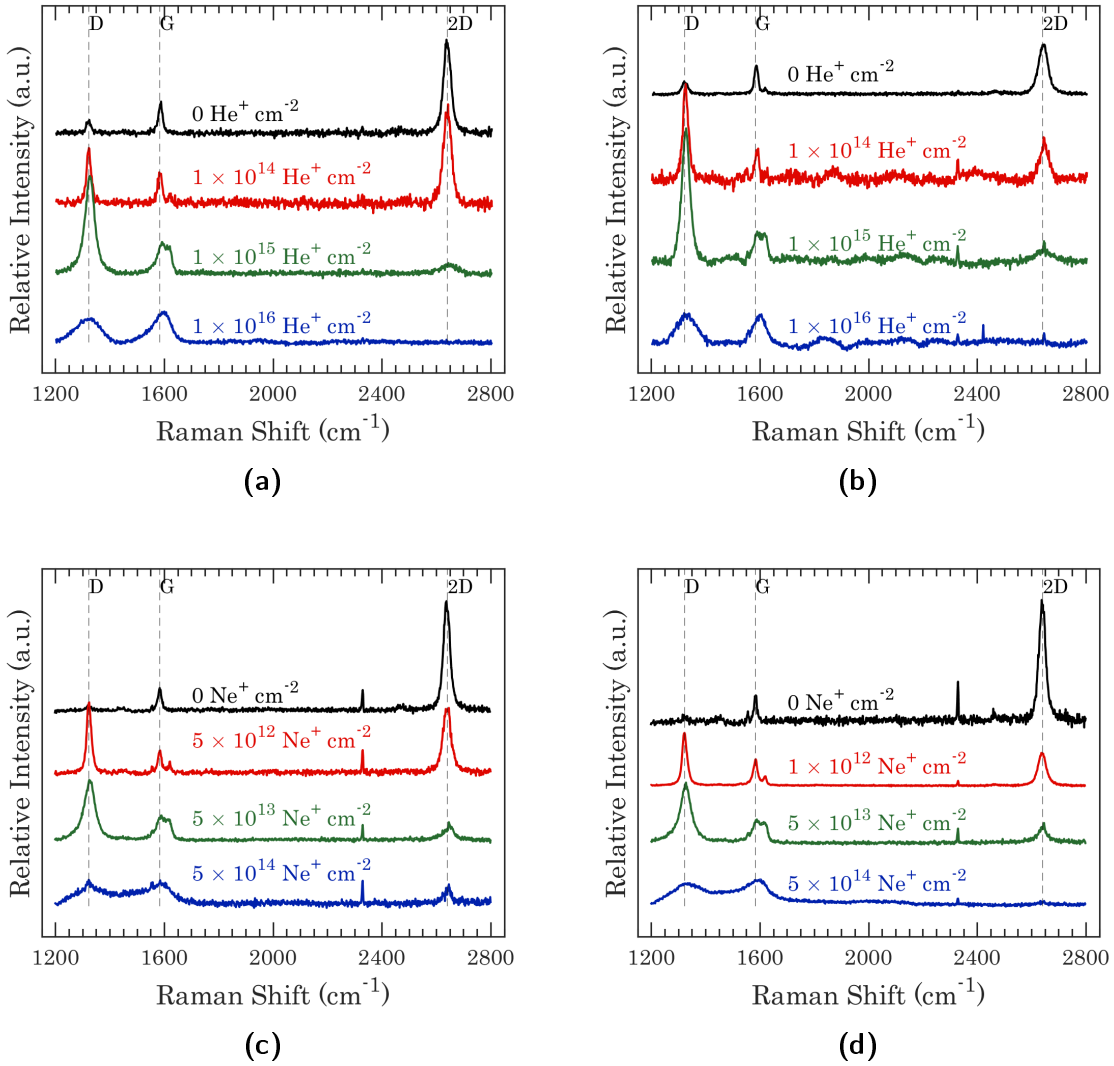 D G 2D
Relative Intensity (a.u.)
0 He⁺ cm⁻²
1 × 10¹⁴ He⁺ cm⁻²
1 × 10¹⁵ He⁺ cm⁻²
1 × 10¹⁶ He⁺ cm⁻²
1200 1600 2000 2400 2800
Raman Shift (cm⁻¹)
(a)
D G 2D
Relative Intensity (a.u.)
0 He⁺ cm⁻²
1 × 10¹⁴ He⁺ cm⁻²
1 × 10¹⁵ He⁺ cm⁻²
1 × 10¹⁶ He⁺ cm⁻²
1200 1600 2000 2400 2800
Raman Shift (cm⁻¹)
(b)
D G 2D
Relative Intensity (a.u.)
0 Ne⁺ cm⁻²
5 × 10¹² Ne⁺ cm⁻²
5 × 10¹³ Ne⁺ cm⁻²
5 × 10¹⁴ Ne⁺ cm⁻²
1200 1600 2000 2400 2800
Raman Shift (cm⁻¹)
(c)
D G 2D
Relative Intensity (a.u.)
0 Ne⁺ cm⁻²
1 × 10¹² Ne⁺ cm⁻²
5 × 10¹³ Ne⁺ cm⁻²
5 × 10¹⁴ Ne⁺ cm⁻²
1200 1600 2000 2400 2800
Raman Shift (cm⁻¹)
(d)